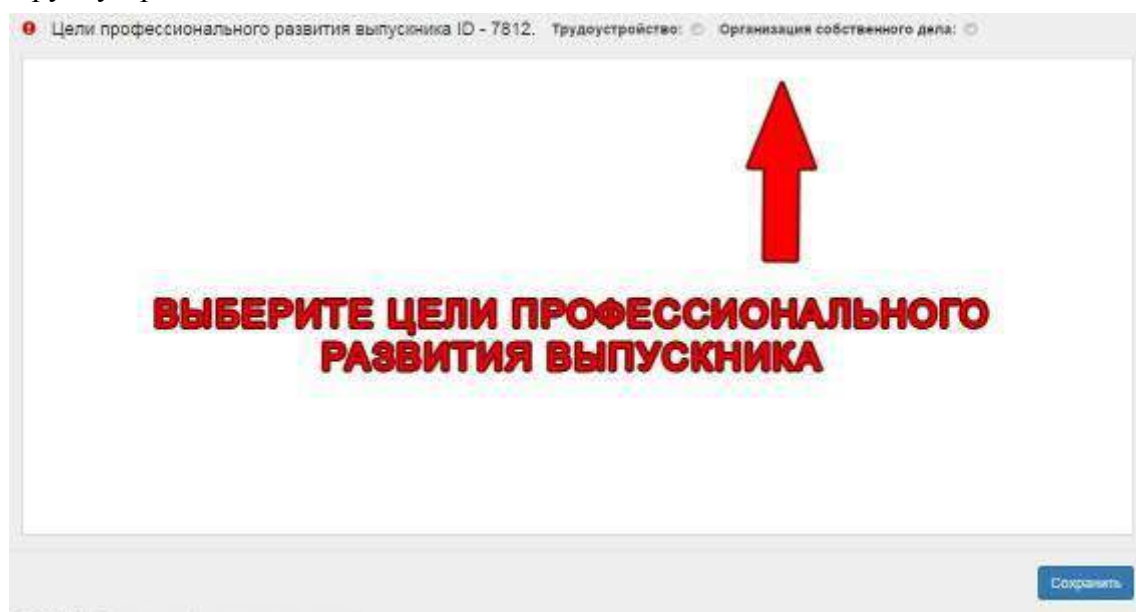 Цели профессионального развития выпускника ID - 7812. Трудоустройство: Организация собственного дела:
ВЫБЕРИТЕ ЦЕЛИ ПРОФЕССИОНАЛЬНОГО
РАЗВИТИЯ ВЫПУСКНИКА
Сохранить